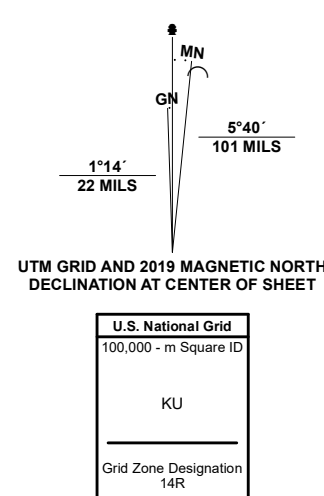 MN
GN
5°40´
101 MILS
1°14´
22 MILS
UTM GRID AND 2019 MAGNETIC NORTH
DECLINATION AT CENTER OF SHEET
U.S. National Grid
100,000 - m Square ID
KU
Grid Zone Designation
14R